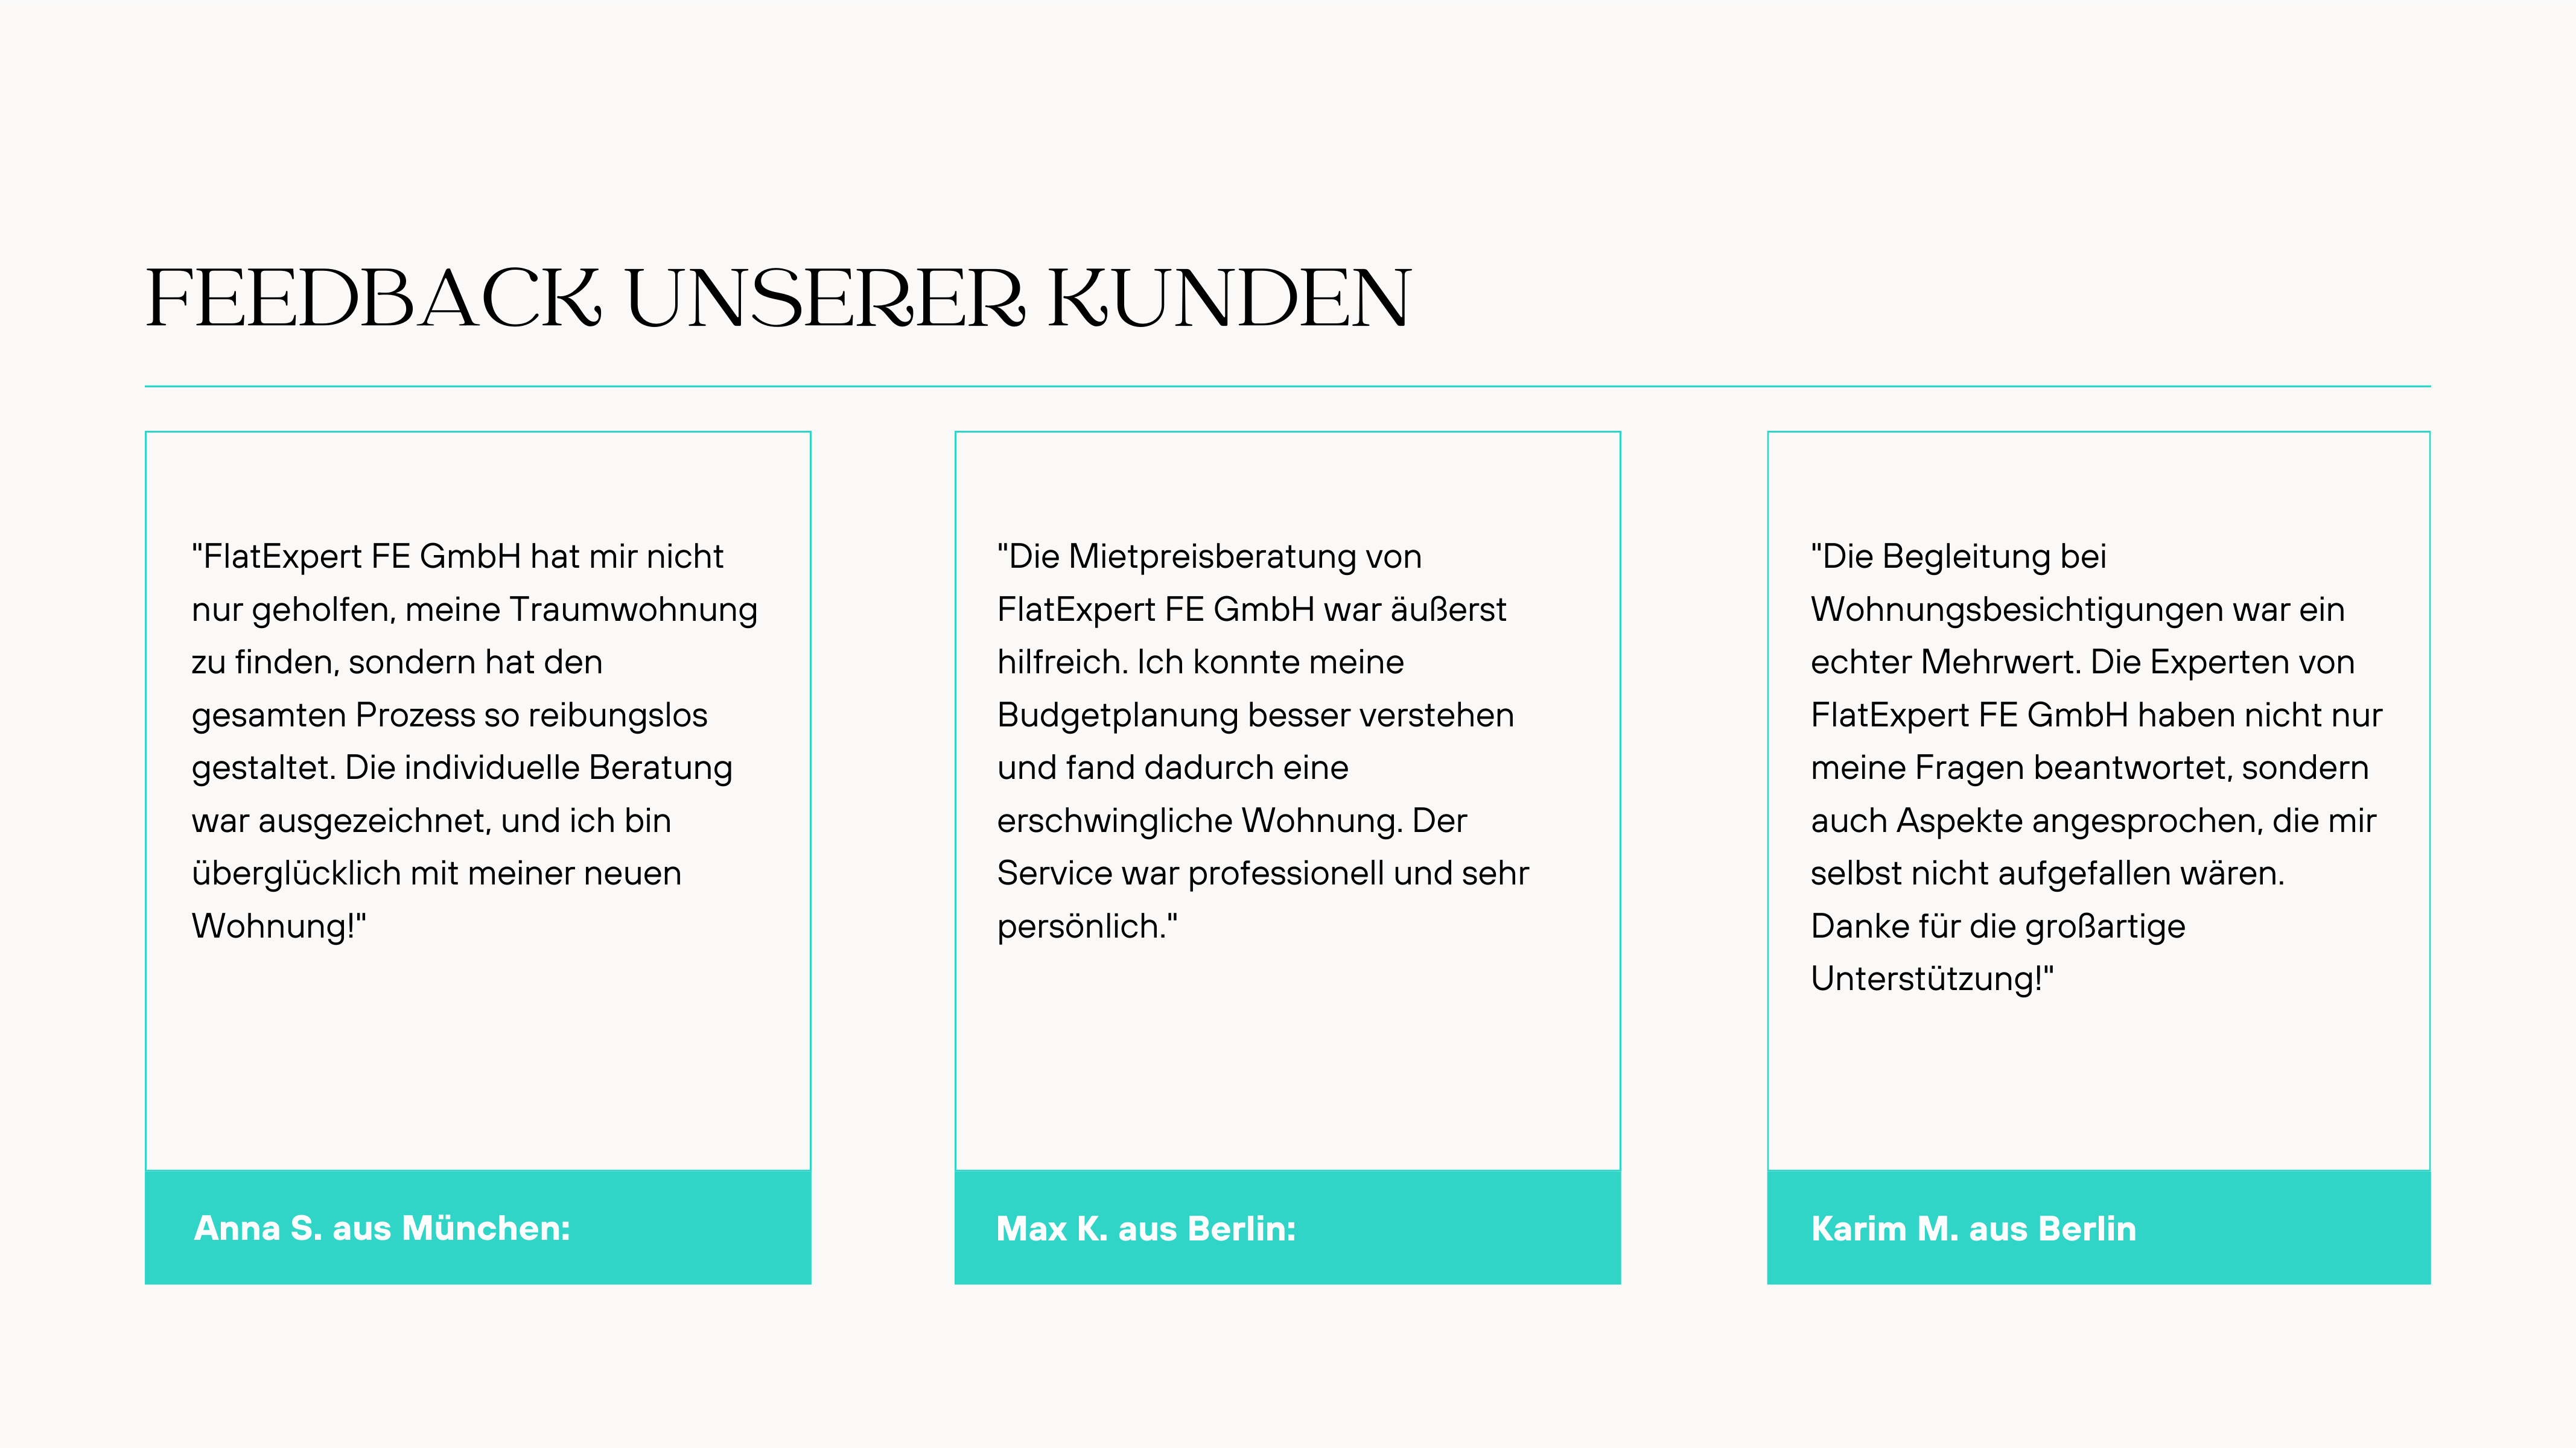 FEEDBACK UNSERER KUNDEN
"FlatExpert FE GmbH hat mir nicht
nur geholfen, meine Traumwohnung
zu finden, sondern hat den
gesamten Prozess so reibungslos
gestaltet. Die individuelle Beratung
war ausgezeichnet, und ich bin
überglücklich mit meiner neuen
Wohnung!"
Anna S. aus München:
"Die Mietpreisberatung von
FlatExpert FE GmbH war äußerst
hilfreich. Ich konnte meine
Budgetplanung besser verstehen
und fand dadurch eine
erschwingliche Wohnung. Der
Service war professionell und sehr
persönlich."
Max K. aus Berlin:
"Die Begleitung bei
Wohnungsbesichtigungen war ein
echter Mehrwert. Die Experten von
FlatExpert FE GmbH haben nicht nur
meine Fragen beantwortet, sondern
auch Aspekte angesprochen, die mir
selbst nicht aufgefallen wären.
Danke für die großartige
Unterstützung!"
Karim M. aus Berlin